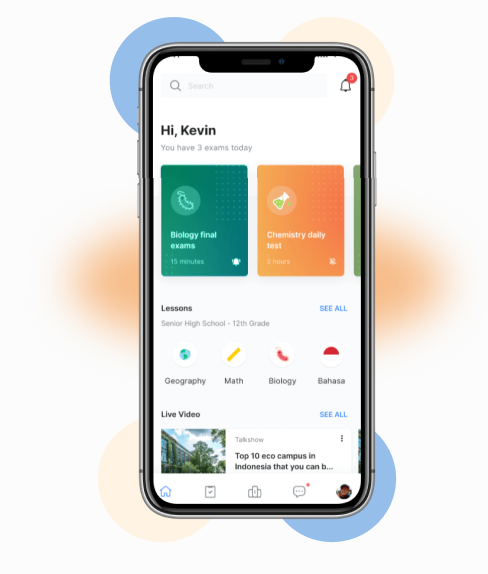 Search
3
Hi, Kevin
You have 3 exams today
Biology final
exams
15 minutes
Chemistry daily
test
2 hours
Lessons
SEE ALL
Senior High School - 12th Grade
Geography
Math
Biology
Bahasa
Live Video
SEE ALL
Talkshow
Top 10 eco campus in
Indonesia that you can b...